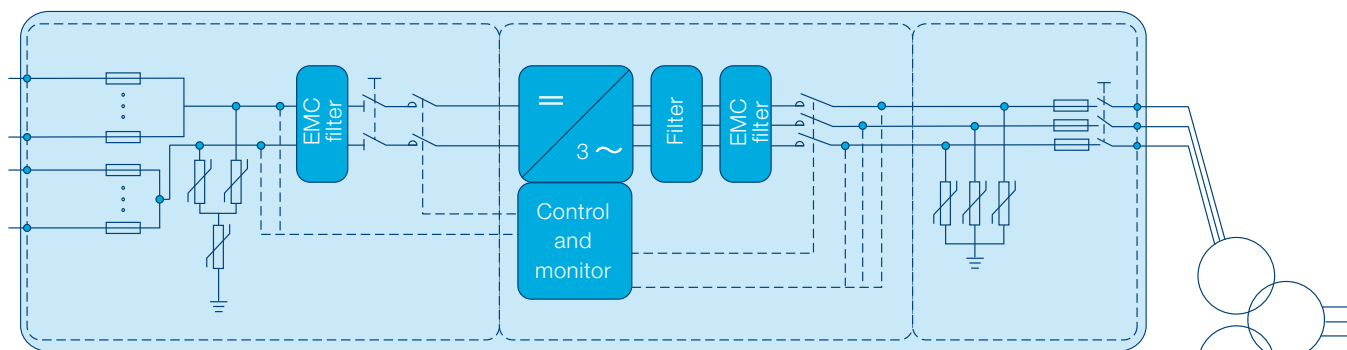 EMC
filter
=
3 ~
Filter
EMC
filter
Control
and
monitor